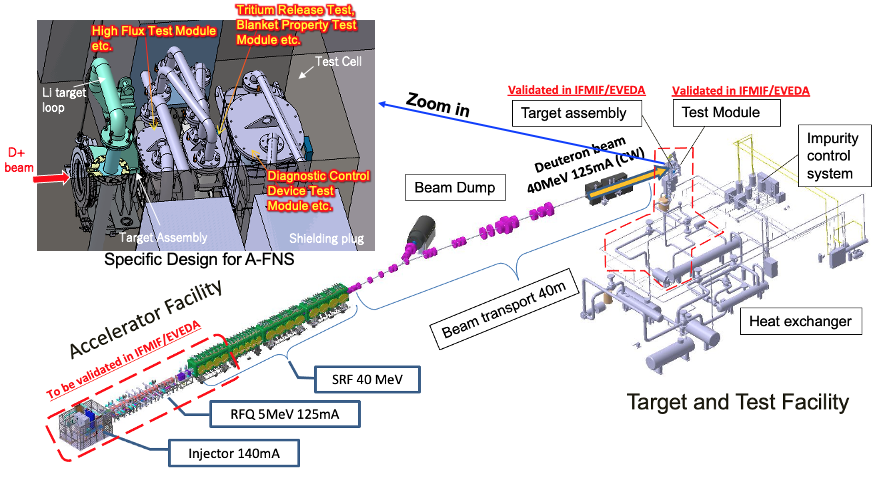 Tritium Release Test,
Blanket Property Test
Module etc.
High Flux Test Module
etc.
Test Cell
Li target
loop
D+
beam
Diagnostic Control
Device Test
Module etc.
Target Assembly
Shielding plug
Specific Design for A-FNS
Zoom in
Validated in IFMIF/EVEDA
Validated in IFMIF/EVEDA
Target assembly
Test Module
Impurity
control
system
Deuteron beam
40MeV 125mA (CW)
Beam Dump
Beam transport 40m
Heat exchanger
Accelerator Facility
To be validated in IFMIF/EVEDA
SRF 40 MeV
RFQ 5MeV 125mA
Injector 140mA
Target and Test Facility